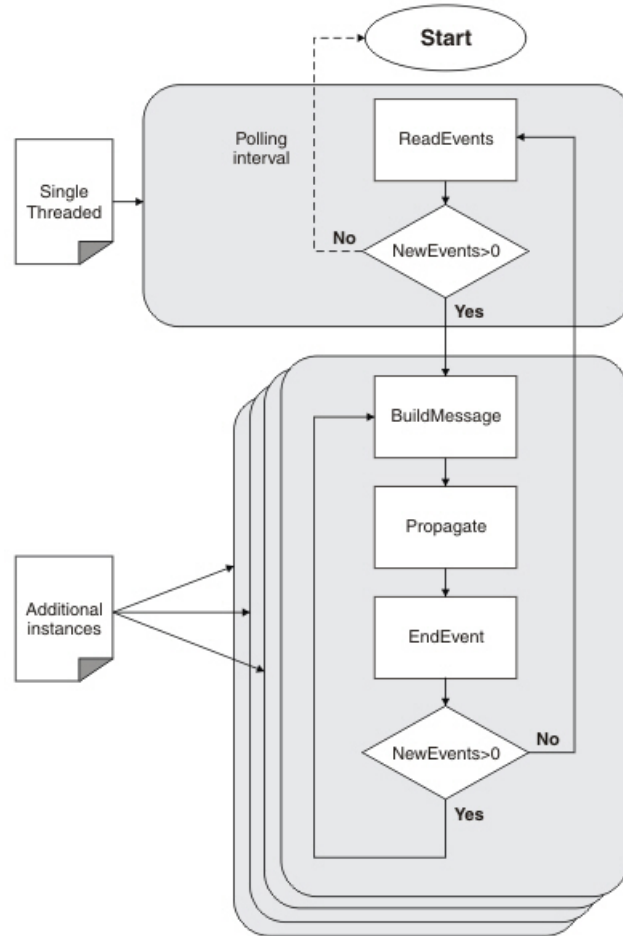 Start
Polling
interval
ReadEvents
Single
Threaded
No
NewEvents>0
Yes
BuildMessage
Propagate
Additional
instances
EndEvent
NewEvents>0
No
Yes